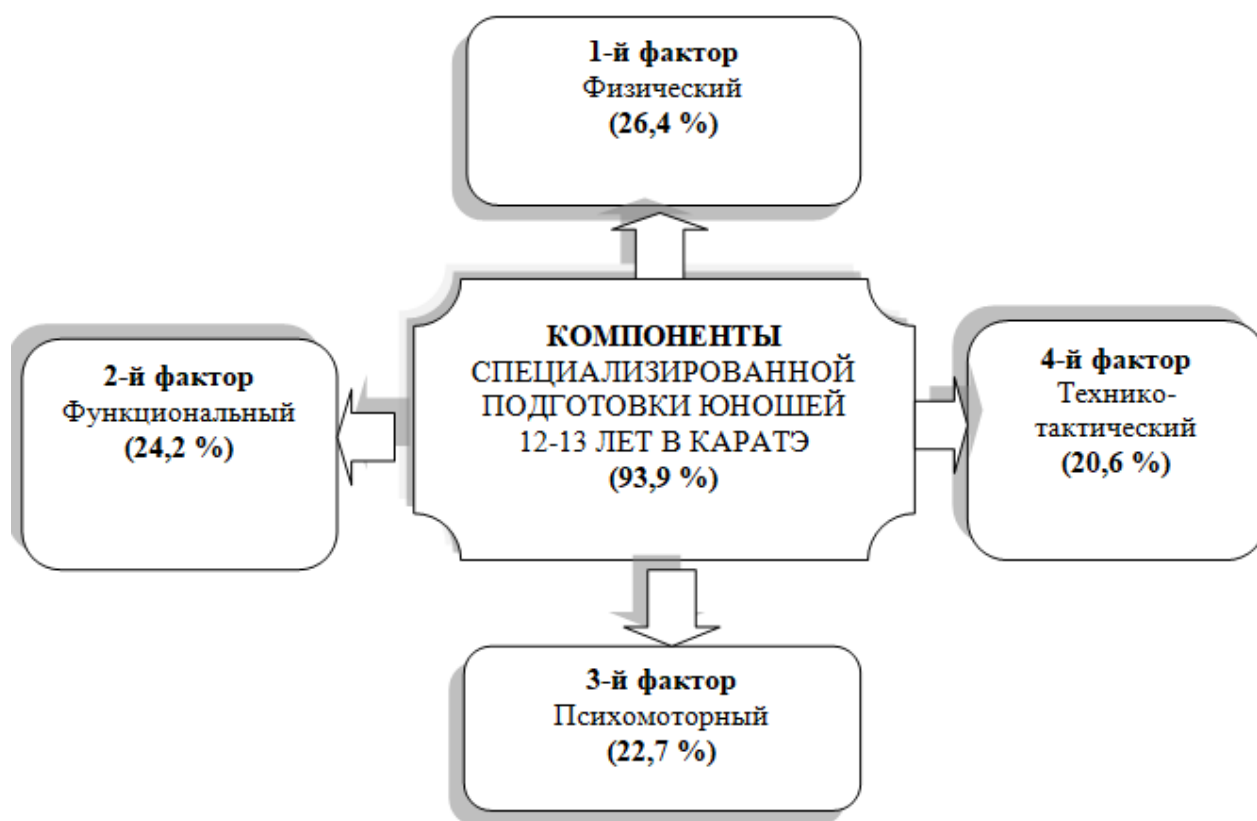 1-й фактор
Физический
(26,4 %)
КОМПОНЕНТЫ
СПЕЦИАЛИЗИРОВАННОЙ
ПОДГОТОВКИ ЮНОШЕЙ
12-13 ЛЕТ В КАРАТЭ
(93,9 %)
2-й фактор
Функциональный
(24,2 %)
4-й фактор
Технико-
тактический
(20,6 %)
3-й фактор
Психомоторный
(22,7 %)